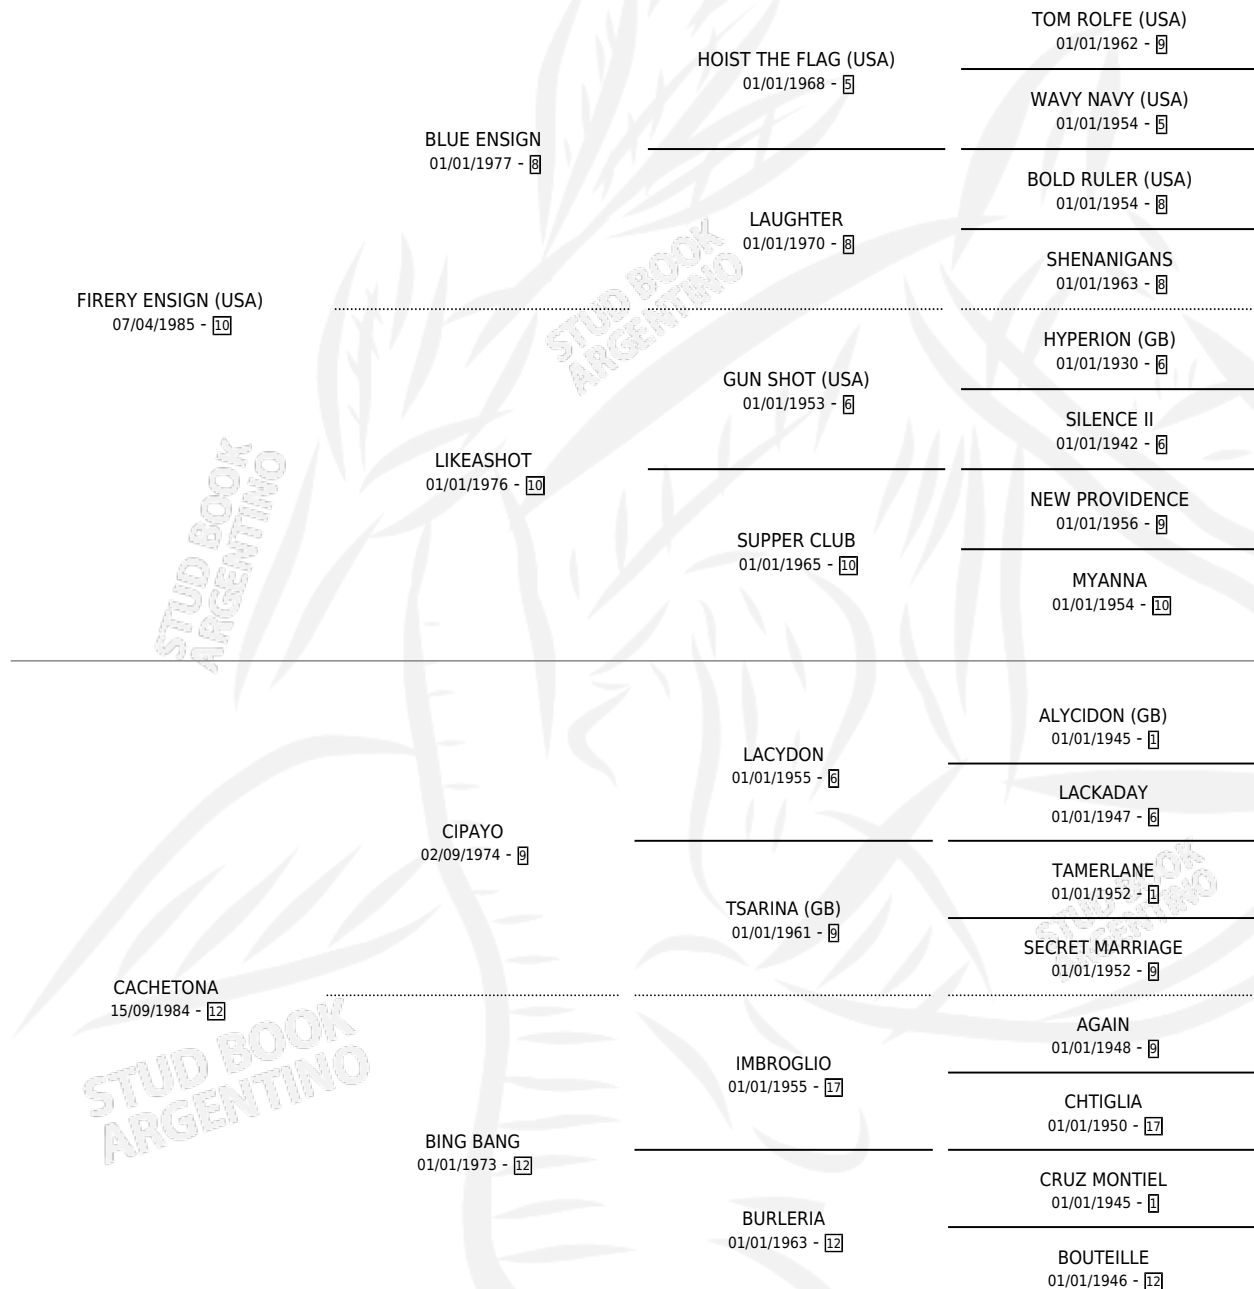 TOM ROLFE (USA)
01/01/1962 - 9
HOIST THE FLAG (USA)
01/01/1968 - 5
WAVY NAVY (USA)
01/01/1954 - 5
BLUE ENSIGN
01/01/1977 - 8
BOLD RULER (USA)
01/01/1954 - 8
LAUGHTER
01/01/1970 - 8
SHENANIGANS
01/01/1963 - 8
FIRERY ENSIGN (USA)
07/04/1985 - 10
HYPERION (GB)
01/01/1930 - 6
GUN SHOT (USA)
01/01/1953 - 6
SILENCE II
01/01/1942 - 6
LIKEASHOT
01/01/1976 - 10
NEW PROVIDENCE
01/01/1956 - 9
SUPPER CLUB
01/01/1965 - 10
MYANNA
01/01/1954 - 10
ALYCIDON (GB)
01/01/1945 - 1
LACYDON
01/01/1955 - 6
LACKADAY
01/01/1947 - 6
CIPAYO
02/09/1974 - 9
TAMERLANE
01/01/1952 - 1
TSARINA (GB)
01/01/1961 - 9
SECRET MARRIAGE
01/01/1952 - 9
CACHETONA
15/09/1984 - 12
AGAIN
01/01/1948 - 9
IMBROGLIO
01/01/1955 - 17
CHTIGLIA
01/01/1950 - 17
BING BANG
01/01/1973 - 12
CRUZ MONTIEL
01/01/1945 - 1
BURLERIA
01/01/1963 - 12
BOUTEILLE
01/01/1946 - 12
STUD BOOK
ARGENTINO
STUD BOOK
ARGENTINO
STUD BOOK
ARGENTINO
STUD BOOK
ARGENTINO